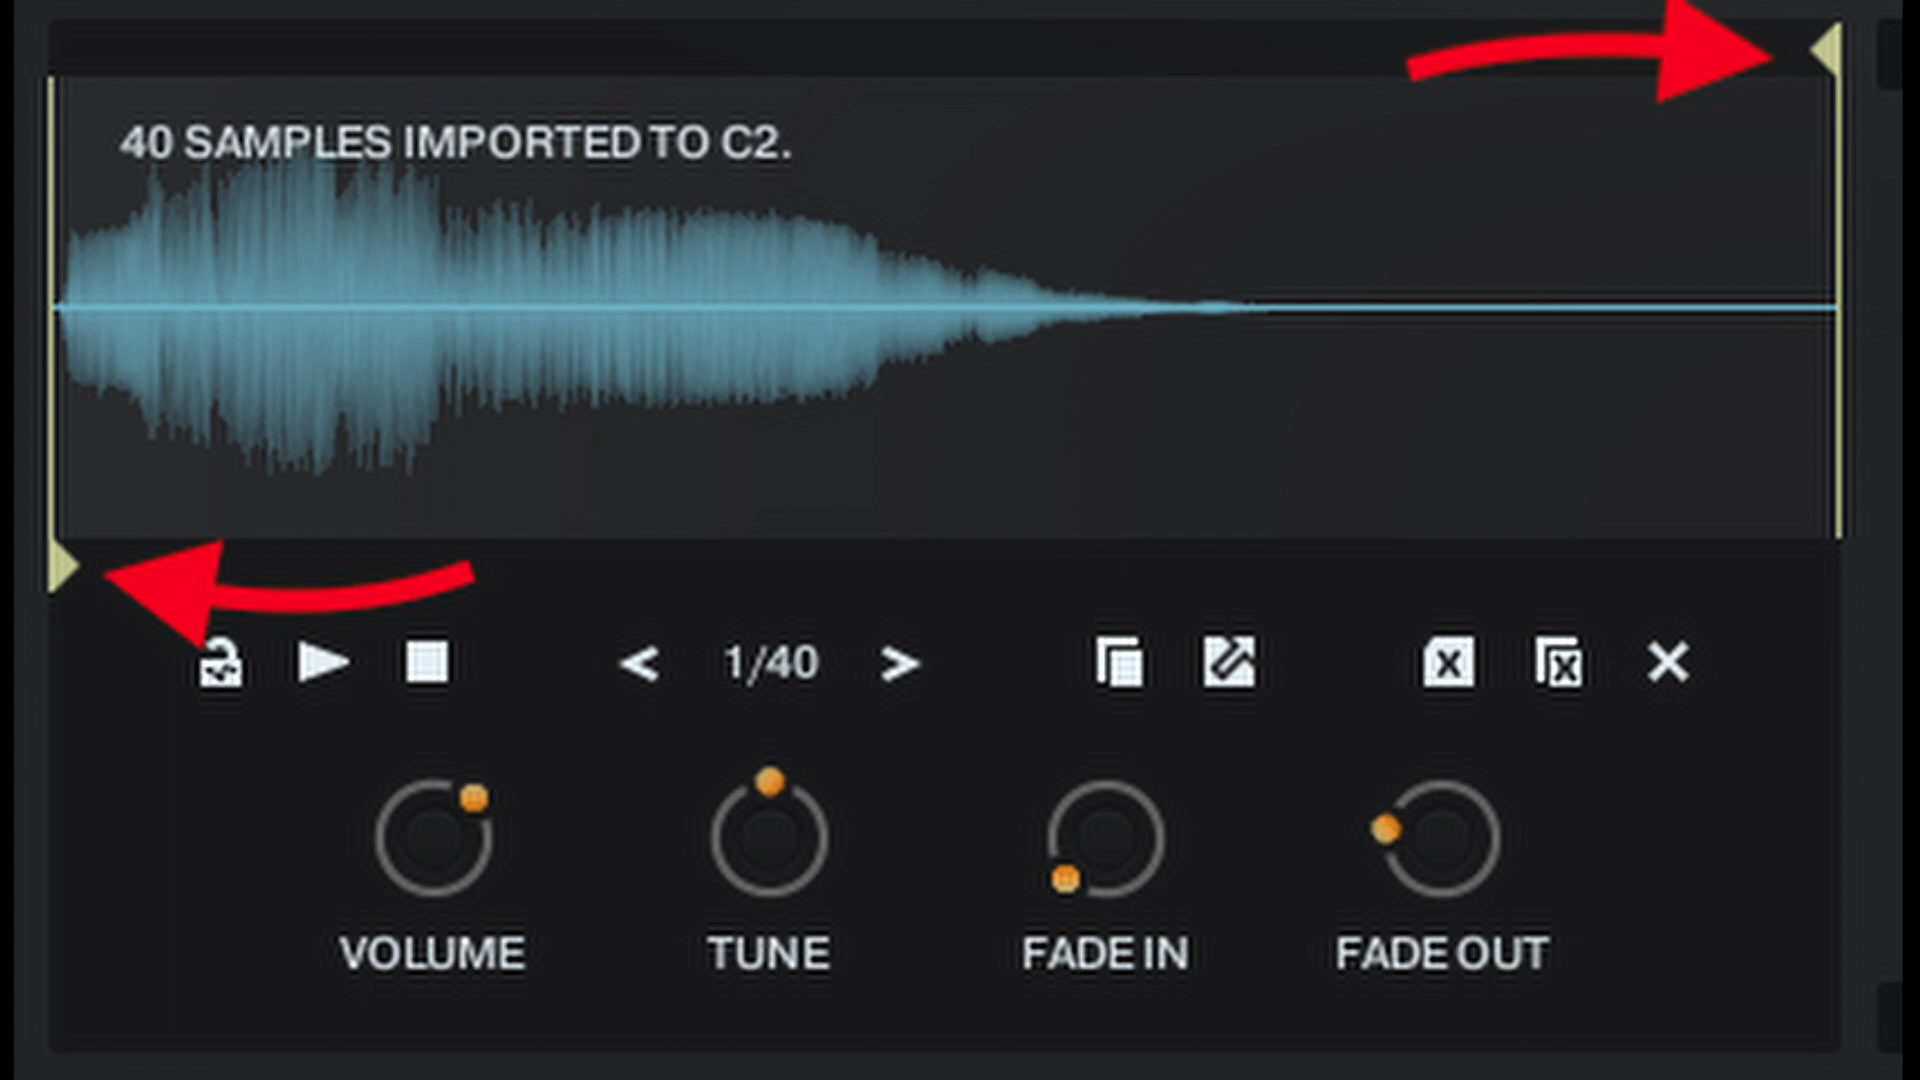 40 SAMPLES IMPORTED TO C2.
< 1/40 >
VOLUME TUNE FADE IN FADE OUT